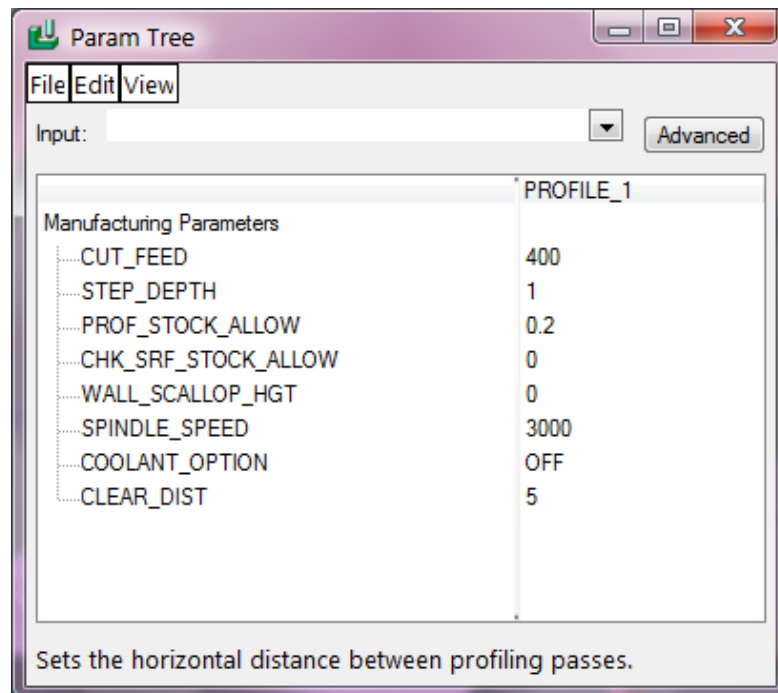 Param Tree
File Edit View
Input: Advanced
PROFILE_1
Manufacturing Parameters
CUT_FEED 400
STEP_DEPTH 1
PROF_STOCK_ALLOW 0.2
CHK_SRF_STOCK_ALLOW 0
WALL_SCALLOP_HGT 0
SPINDLE_SPEED 3000
COOLANT_OPTION OFF
CLEAR_DIST 5
Sets the horizontal distance between profiling passes.